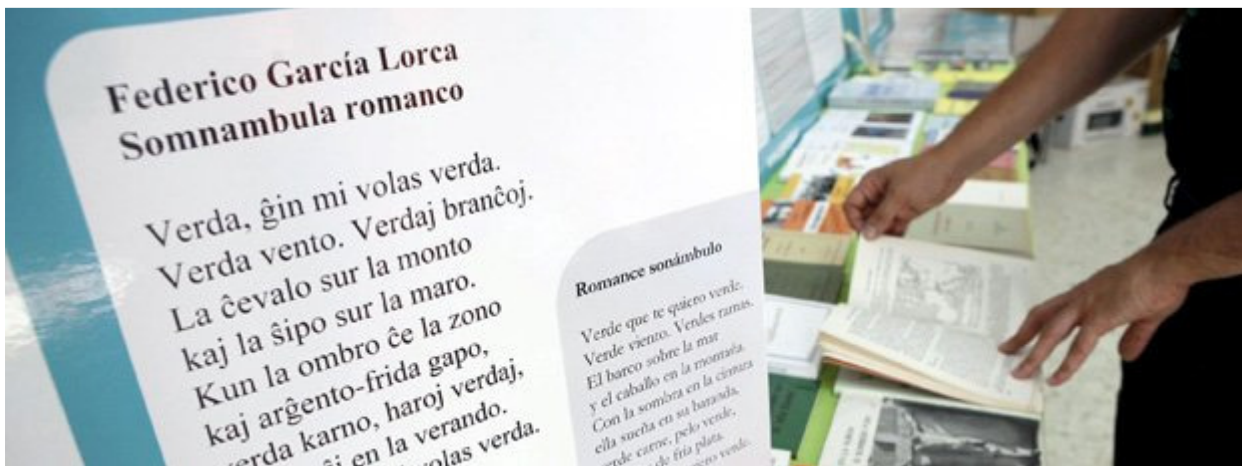 Federico García Lorca
Somnambula romanco
Verda, ĝin mi volas verda.
Verda vento. Verdaj branĉoj.
La ĉevalo sur la monto
kaj la ŝipo sur la maro.
Kun la ombro ĉe la zono
kaj arĝento-frida gapo,
verda karno, haroj verdaj,
en la verando.
volas verda.
Romance sonámbulo
Verde que te quiero verde.
Verde viento. Verdes ramas.
El barco sobre la mar
y el caballo en la montaña.
Con la sombra en la cintura
ella sueña en su baranda,
verde carne, pelo verde,
de fría plata.
verde.